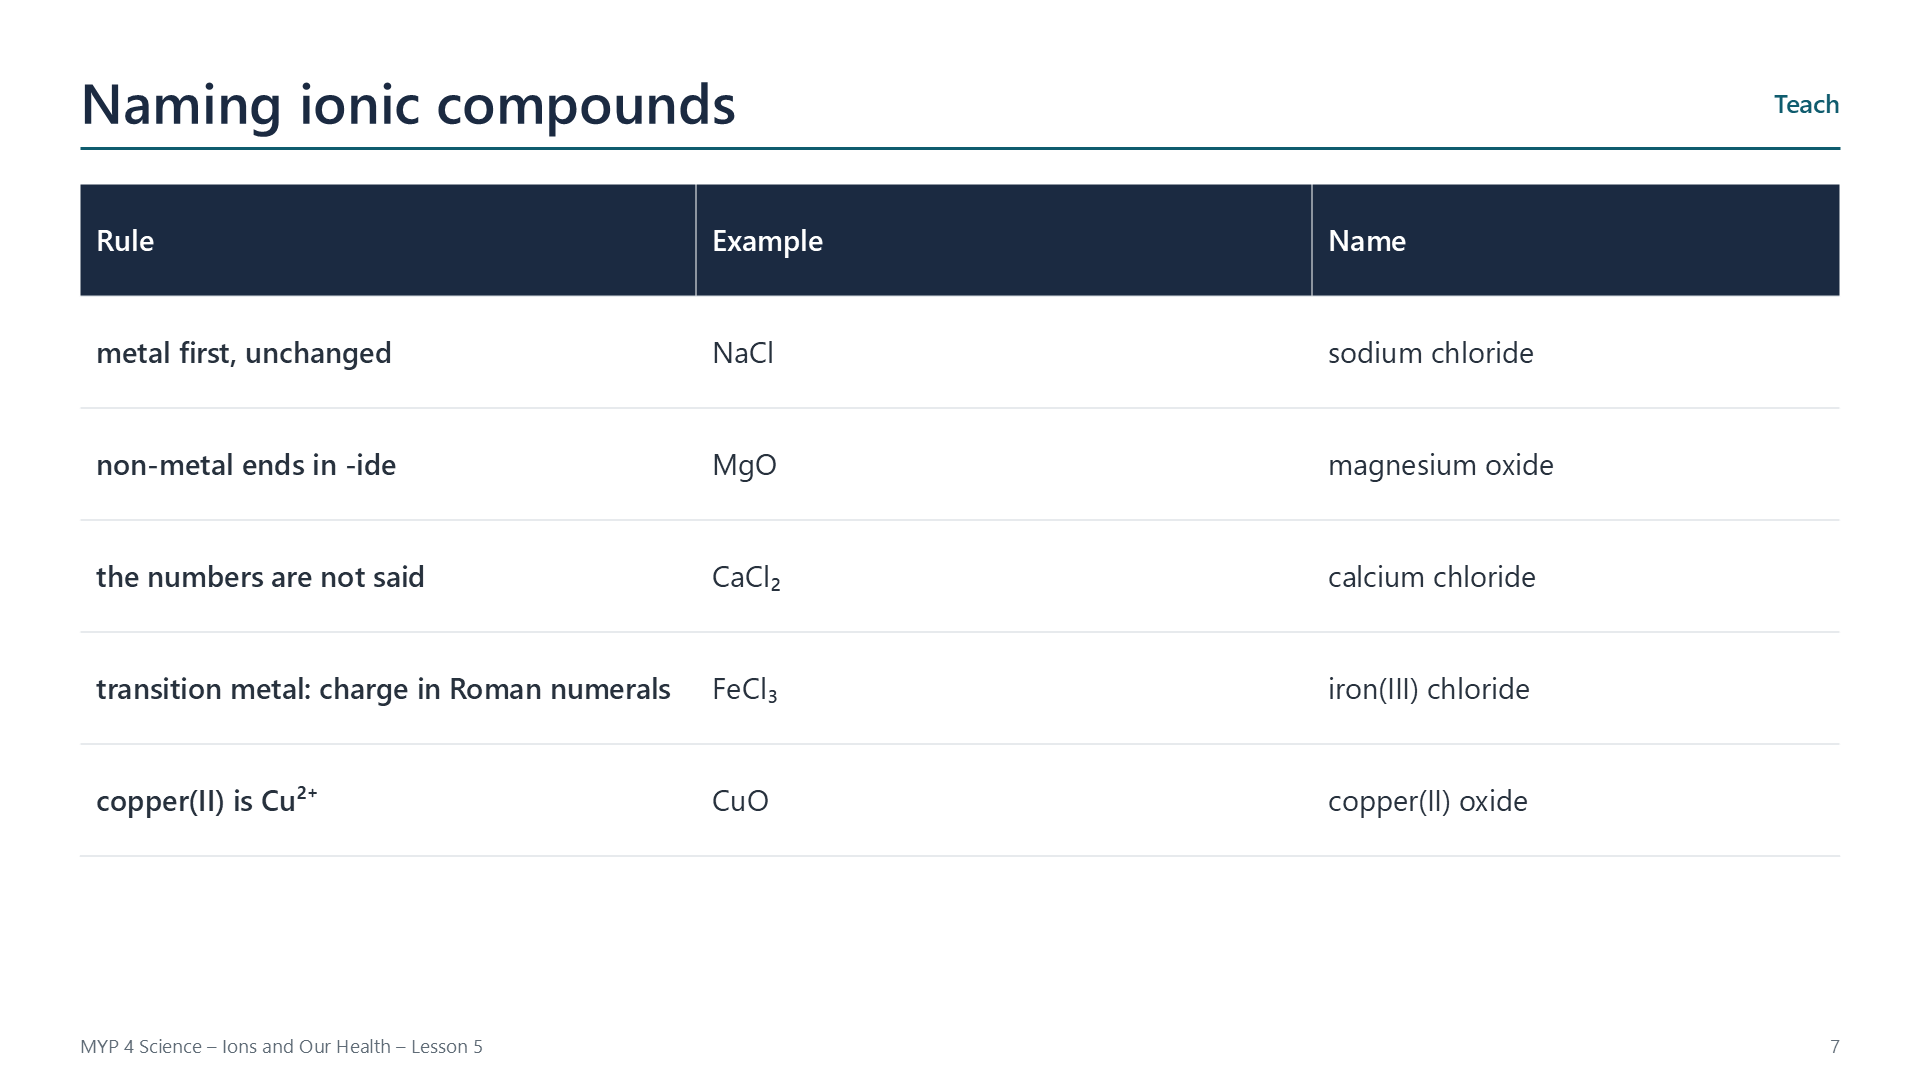 Naming ionic compounds
Teach
Rule Example Name
metal first, unchanged NaCl sodium chloride
non-metal ends in -ide MgO magnesium oxide
the numbers are not said CaCl₂ calcium chloride
transition metal: charge in Roman numerals FeCl₃ iron(III) chloride
copper(II) is Cu²⁺ CuO copper(II) oxide
MYP 4 Science – Ions and Our Health – Lesson 5
7